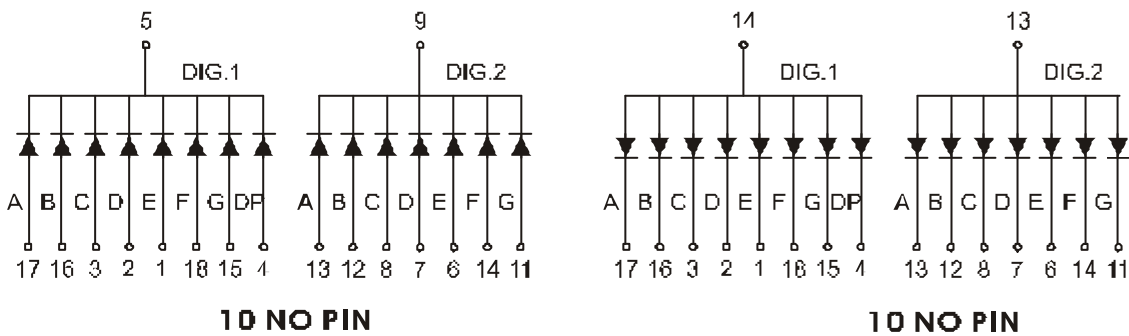 5 9 14 13
DIG.1 DIG.2 DIG.1 DIG.2
A B C D E F G DP A B C D E F G A B C D E F G DP A B C D E F G
17 16 3 2 1 18 15 4 13 12 8 7 6 14 11 17 16 3 2 1 16 15 4 13 12 8 7 6 14 11
10 NO PIN 10 NO PIN